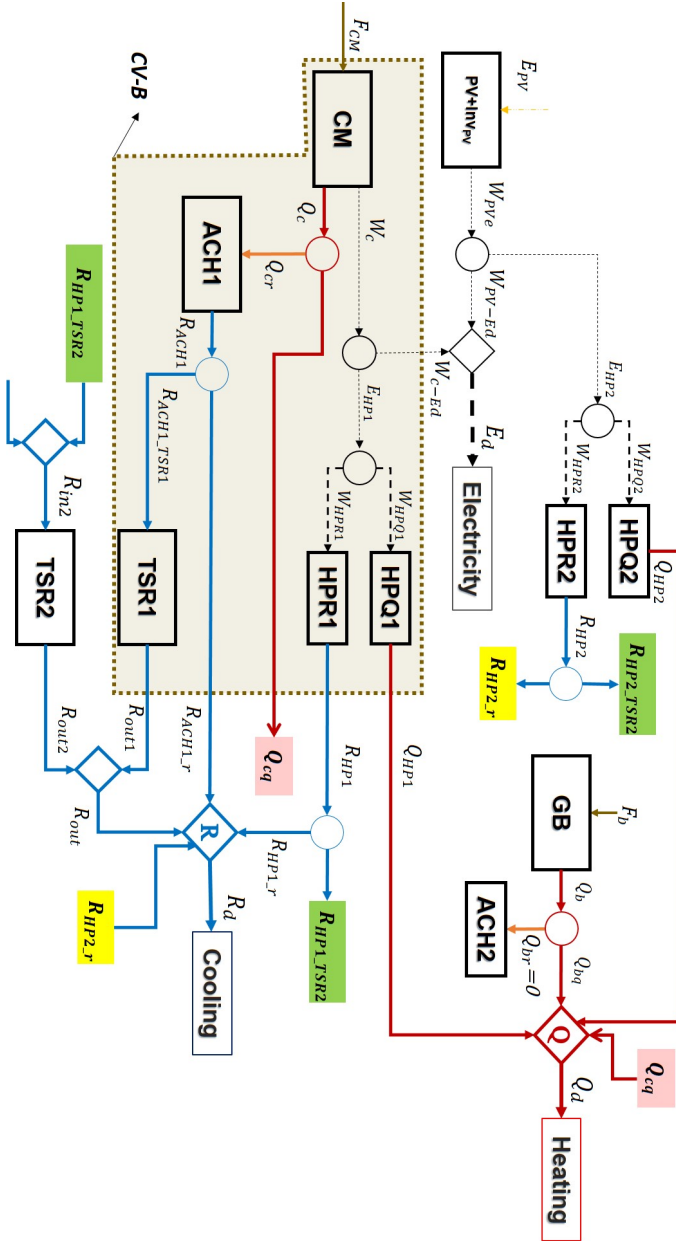 Q_HP2
W_HPQ2
HPQ2
R_HP2_TSR2
Q_cq
F_b
E_HP2
W_HPR2
HPR2
R_HP2
R_HP2_r
GB
Q_b
Q_bq
Q
Q_d
Heating
Q_br=0
ACH2
E_PV
PV+Inv_PV
W_PVe
W_PV−Ed
E_d
Electricity
W_c−Ed
W_HPQ1
HPQ1
Q_HP1
E_HP1
W_HPR1
HPR1
R_HP1
R_HP1_TSR2
R_HP1_r
F_CM
CM
W_c
Q_c
Q_cr
Q_cq
ACH1
R_ACH1
R_ACH1_r
R
R_d
Cooling
R_ACH1_TSR1
TSR1
R_out1
CV-B
R_HP1_TSR2
R_in2
TSR2
R_out2
R_out
R_HP2_r